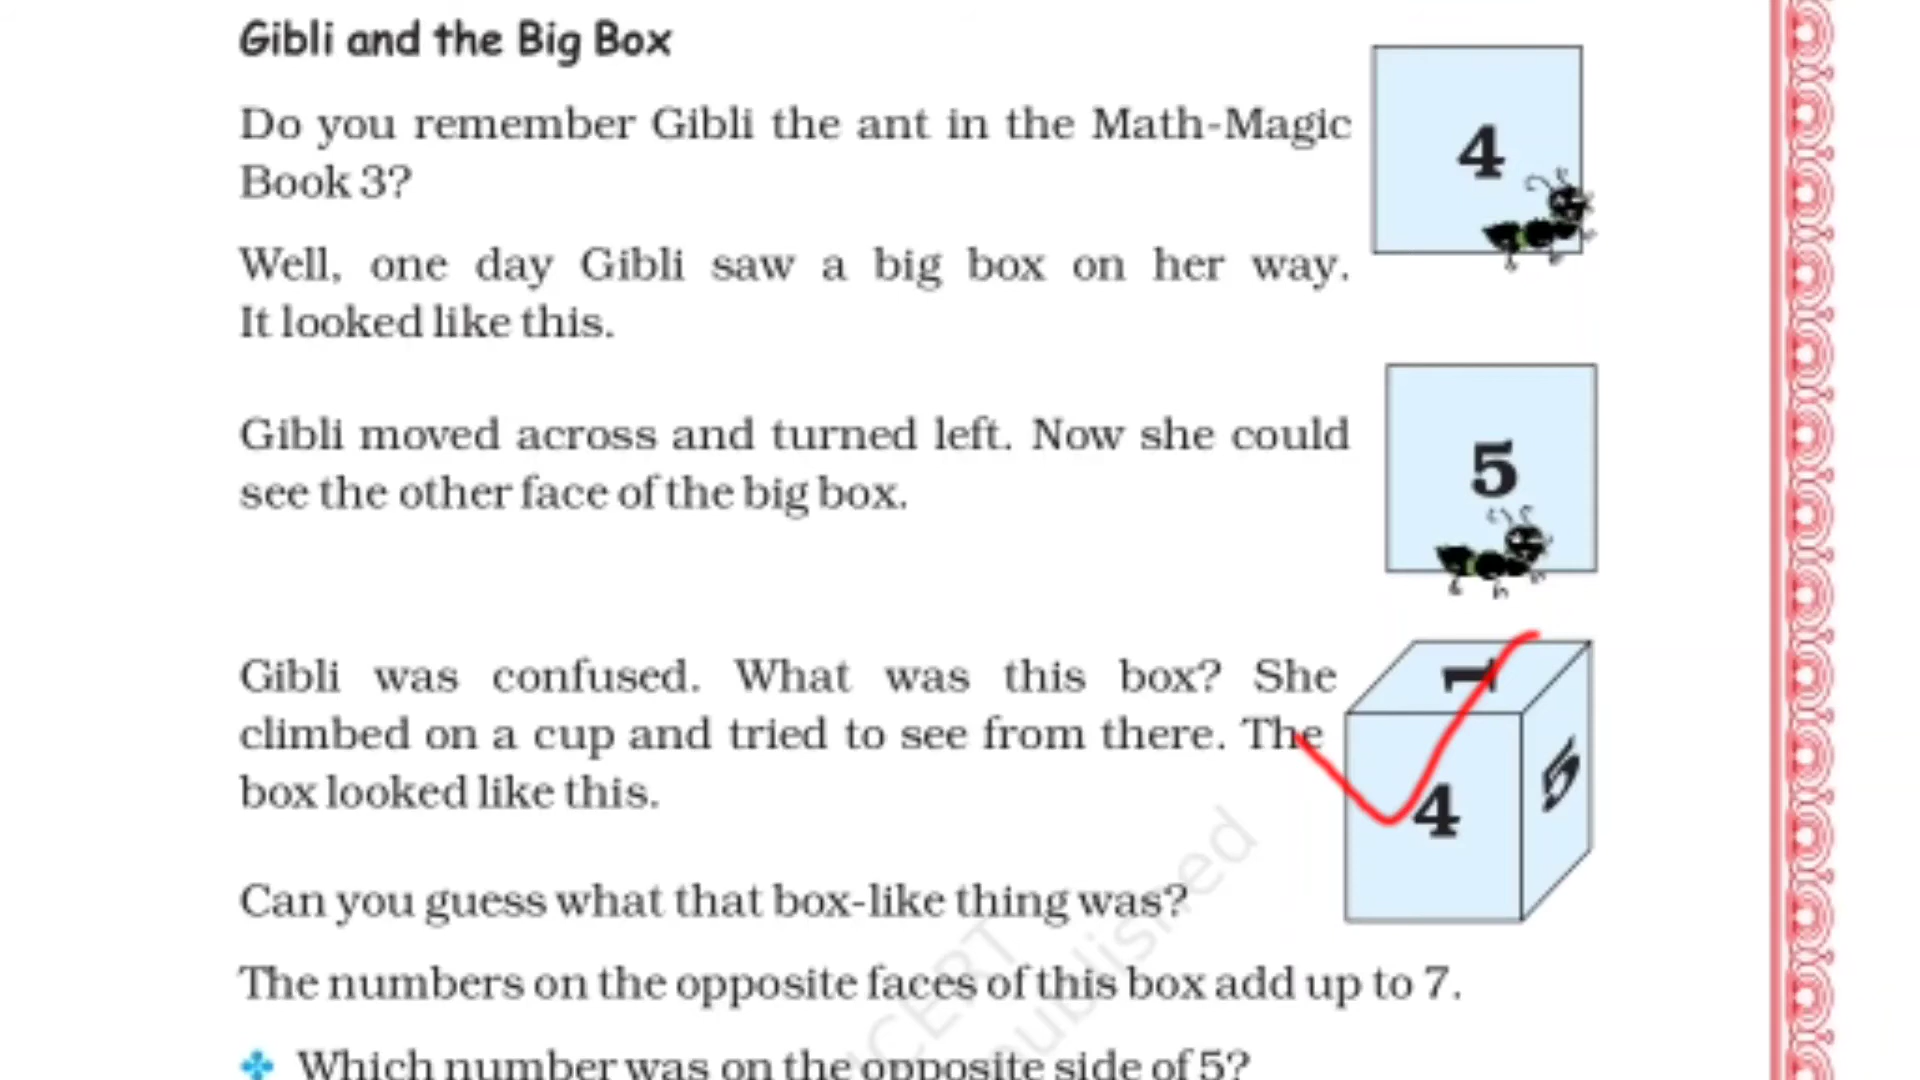 Gibli and the Big Box
Do you remember Gibli the ant in the Math-Magic
Book 3?
4
Well, one day Gibli saw a big box on her way.
It looked like this.
Gibli moved across and turned left. Now she could
see the other face of the big box.
5
Gibli was confused. What was this box? She
climbed on a cup and tried to see from there. The
box looked like this.
1
4
5
Can you guess what that box-like thing was?
The numbers on the opposite faces of this box add up to 7.
Which number was on the opposite side of 5?
NCERT
published